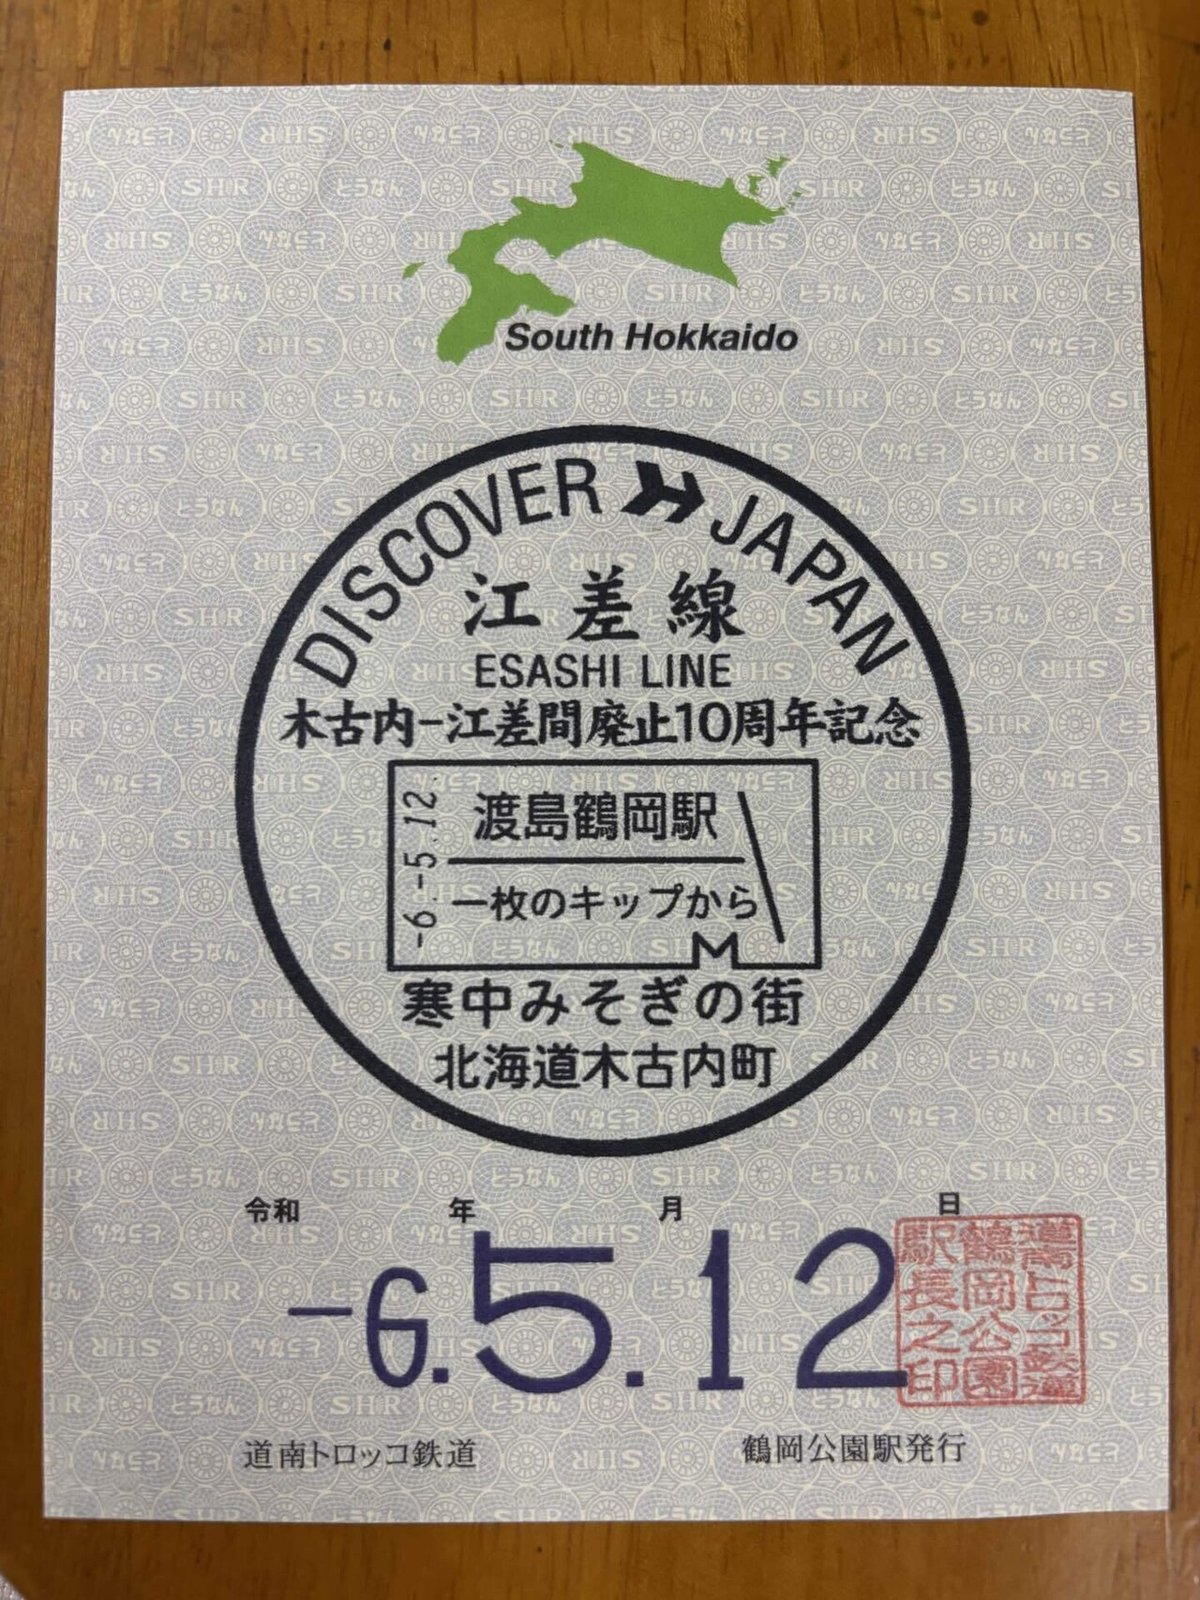 South Hokkaido
DISCOVER JAPAN
江差線
ESASHI LINE
木古内-江差間廃止10周年記念
-6.-5.12
渡島鶴岡駅
一枚のキップから
M
寒中みそぎの街
北海道木古内町
令和 年 月 日
-6.5.12
道南トロッコ鉄道
鶴岡公園
駅長之印
道南トロッコ鉄道 鶴岡公園駅発行